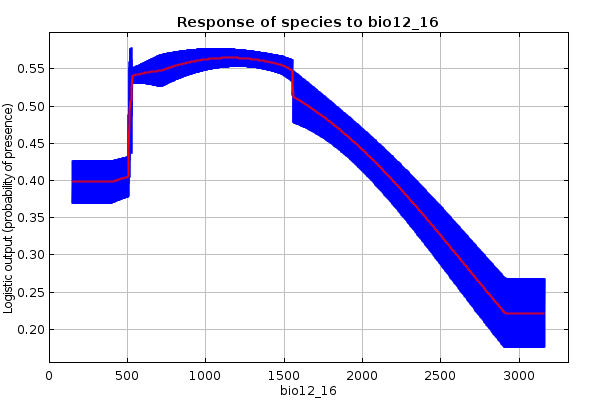 Response of species to bio12_16
Logistic output (probability of presence)
0.55
0.50
0.45
0.40
0.35
0.30
0.25
0.20
0 500 1000 1500 2000 2500 3000
bio12_16